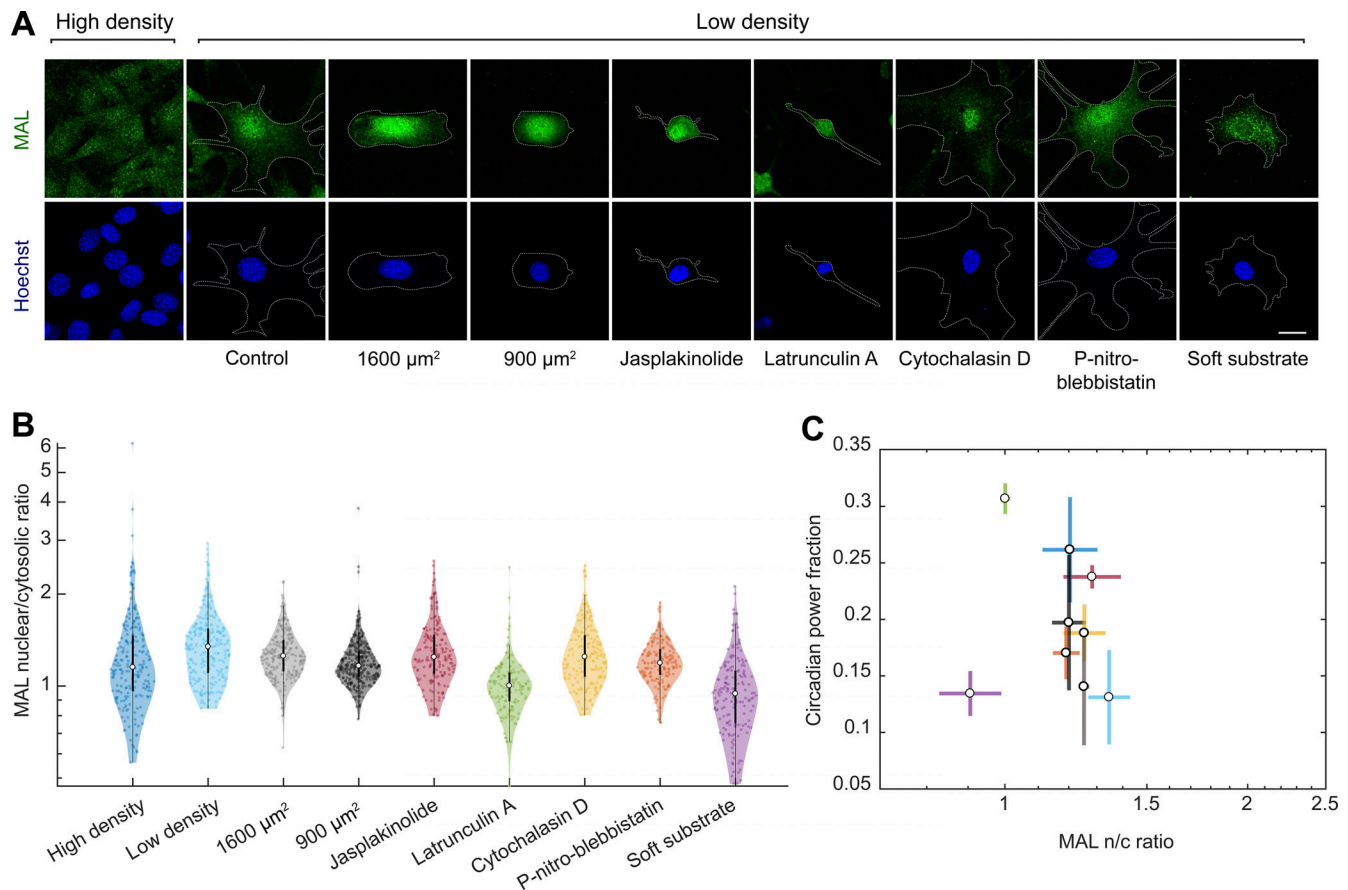 A
High density
Low density
MAL
Hoechst
Control
1600 µm²
900 µm²
Jasplakinolide
Latrunculin A
Cytochalasin D
P-nitro-
blebbistatin
Soft substrate
B
MAL nuclear/cytosolic ratio
6
5
4
3
2
1
High density
Low density
1600 µm²
900 µm²
Jasplakinolide
Latrunculin A
Cytochalasin D
P-nitro-blebbistatin
Soft substrate
C
Circadian power fraction
0.35
0.3
0.25
0.2
0.15
0.1
0.05
1
1.5
2
2.5
MAL n/c ratio